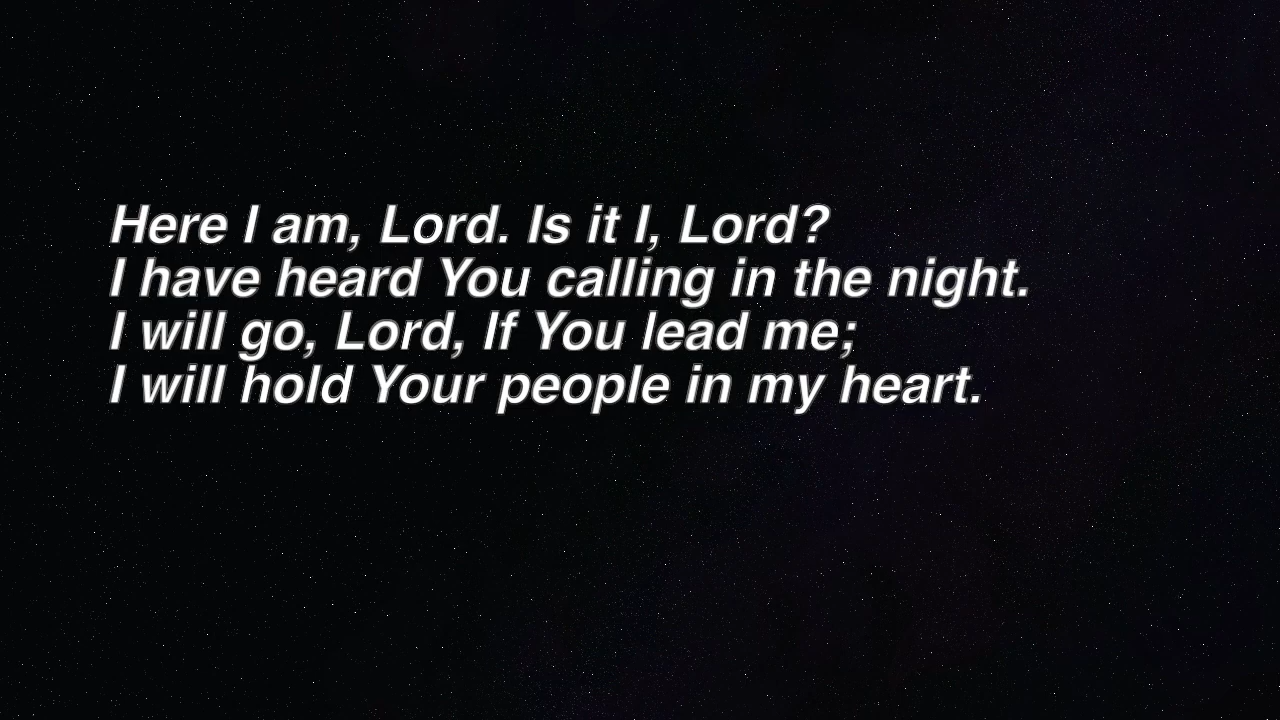 Here I am, Lord. Is it I, Lord?
I have heard You calling in the night.
I will go, Lord, If You lead me;
I will hold Your people in my heart.